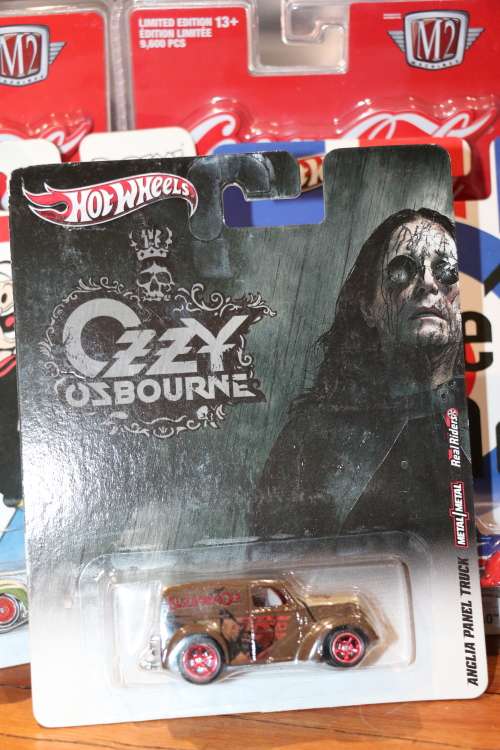 LIMITED EDITION 13+
ÉDITION LIMITÉE
9,600 PCS
M2
M2
MACHINES
HOT WHEELS
OZZY
OSBOURNE
ANGLIA PANEL TRUCK METAL/METAL Real Riders